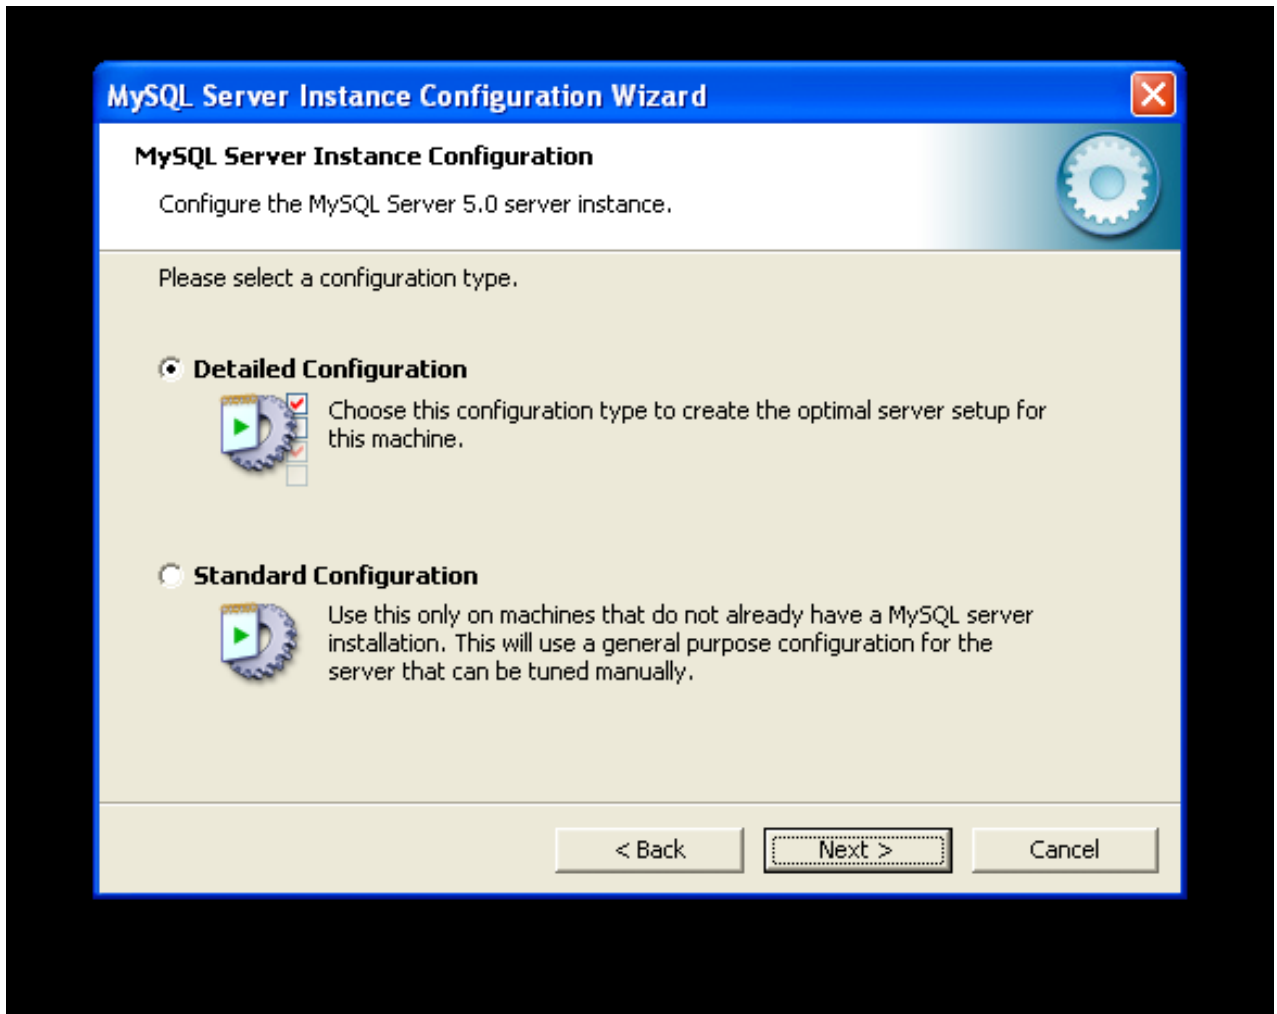 MySQL Server Instance Configuration Wizard
MySQL Server Instance Configuration
Configure the MySQL Server 5.0 server instance.
Please select a configuration type.
Detailed Configuration
Choose this configuration type to create the optimal server setup for
this machine.
Standard Configuration
Use this only on machines that do not already have a MySQL server
installation. This will use a general purpose configuration for the
server that can be tuned manually.
< Back
Next >
Cancel